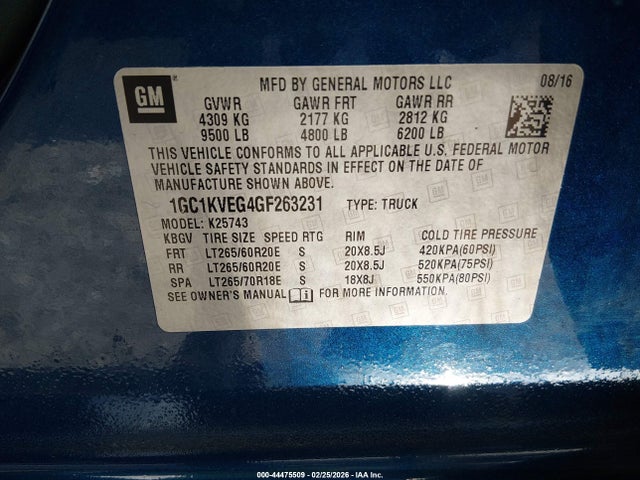 GM
MFD BY GENERAL MOTORS LLC 08/16
GVWR GAWR FRT GAWR RR
4309 KG 2177 KG 2812 KG
9500 LB 4800 LB 6200 LB
THIS VEHICLE CONFORMS TO ALL APPLICABLE U.S. FEDERAL MOTOR
VEHICLE SAFETY STANDARDS IN EFFECT ON THE DATE OF
MANUFACTURE SHOWN ABOVE.
1GC1KVEG4GF263231 TYPE: TRUCK
MODEL: K25743
KBGV TIRE SIZE SPEED RTG RIM COLD TIRE PRESSURE
FRT LT265/60R20E S 20X8.5J 420KPA(60PSI)
RR LT265/60R20E S 20X8.5J 520KPA(75PSI)
SPA LT265/70R18E S 18X8J 550KPA(80PSI)
SEE OWNER'S MANUAL FOR MORE INFORMATION.
000-44475509 - 02/25/2026 - IAA Inc.